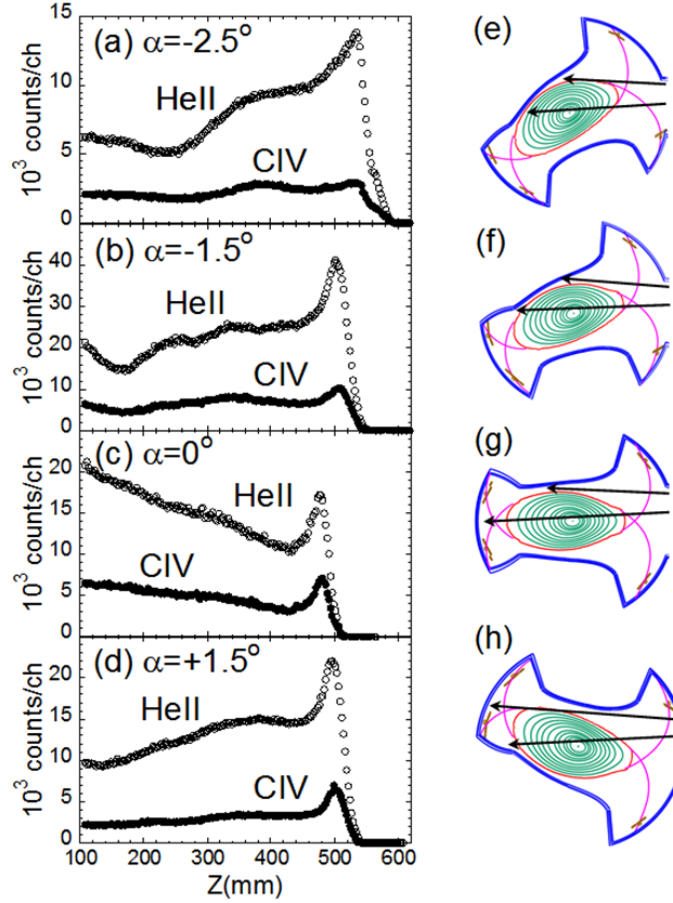 (a) α=-2.5°
HeII
CIV
10³ counts/ch
15
10
5
0
(e)
(b) α=-1.5°
HeII
CIV
10³ counts/ch
40
30
20
10
0
(f)
(c) α=0°
HeII
CIV
10³ counts/ch
20
15
10
5
0
(g)
(d) α=+1.5°
HeII
CIV
10³ counts/ch
20
15
10
5
0
(h)
100 200 300 400 500 600
Z(mm)